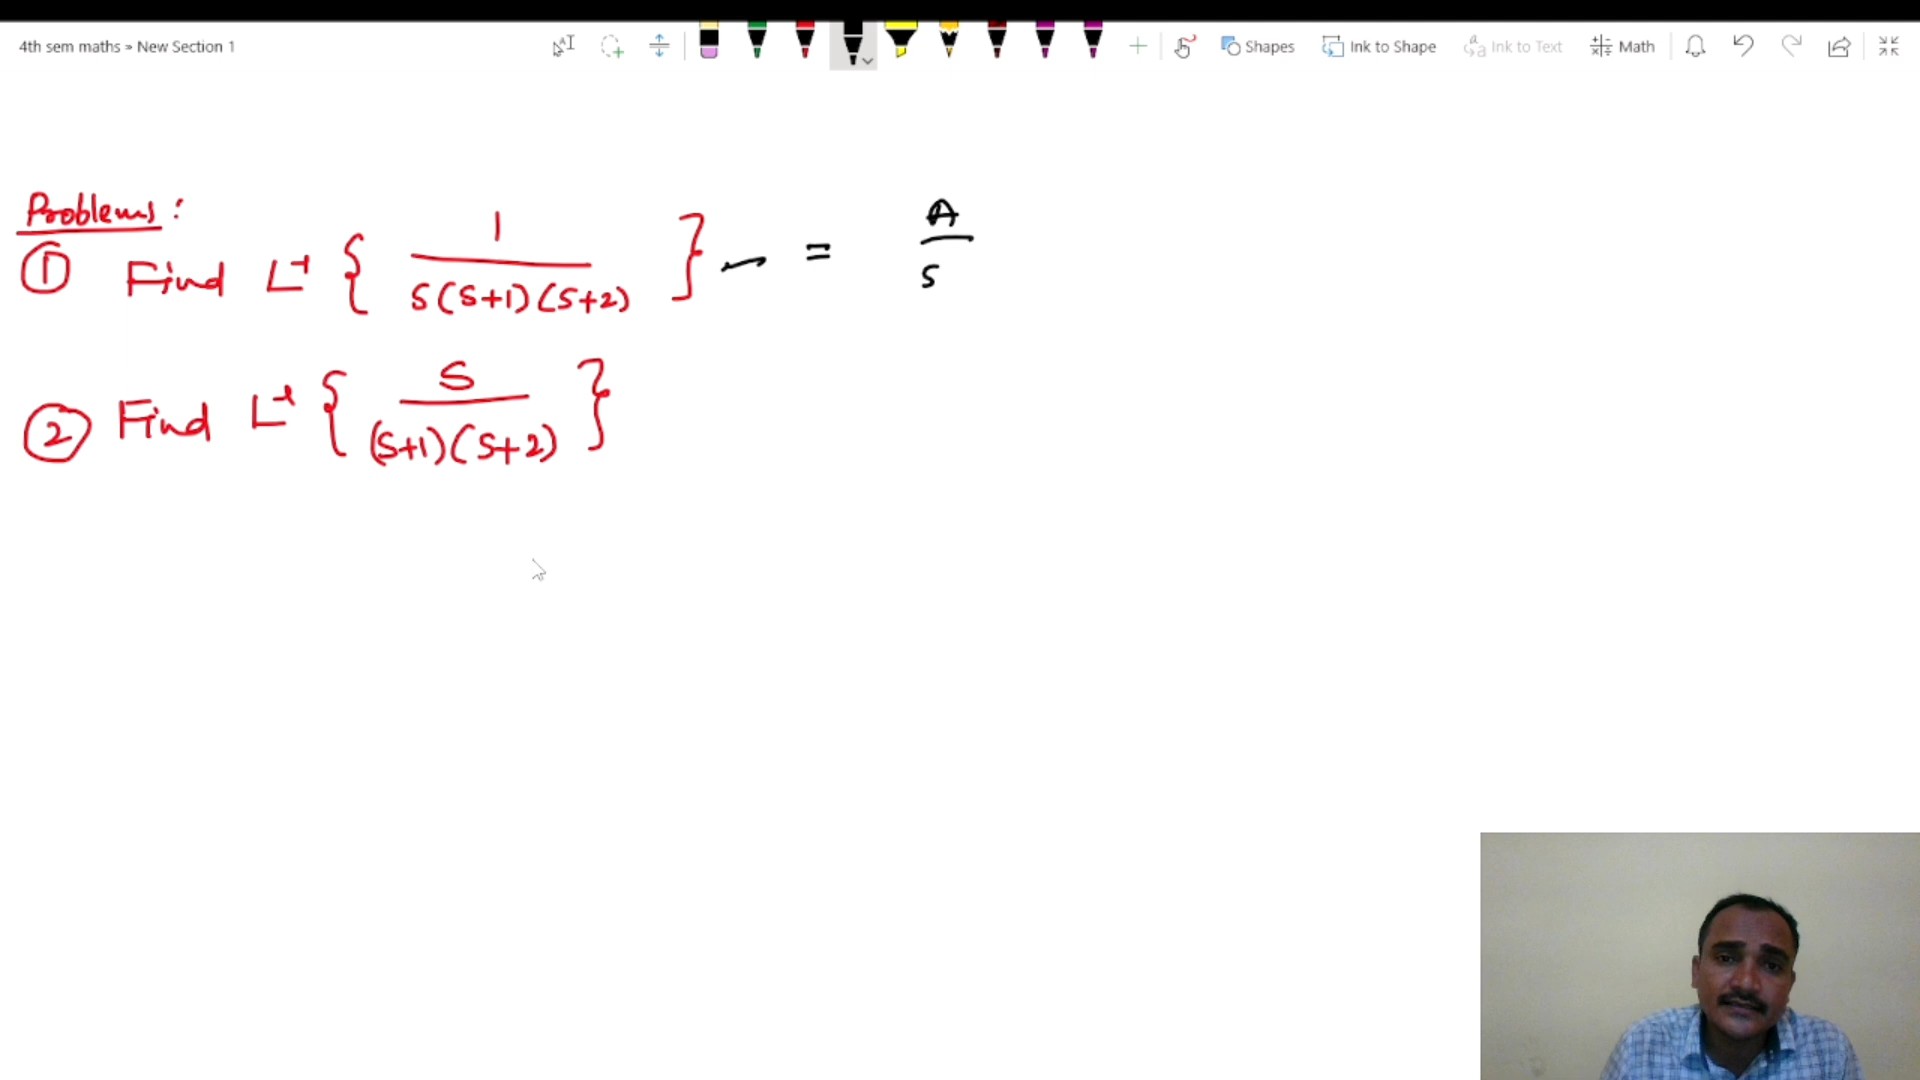 4th sem maths » New Section 1
Shapes Ink to Shape Ink to Text Math
Problems:
① Find L⁻¹ { 1 / s(s+1)(s+2) } = A / s
② Find L⁻¹ { s / (s+1)(s+2) }